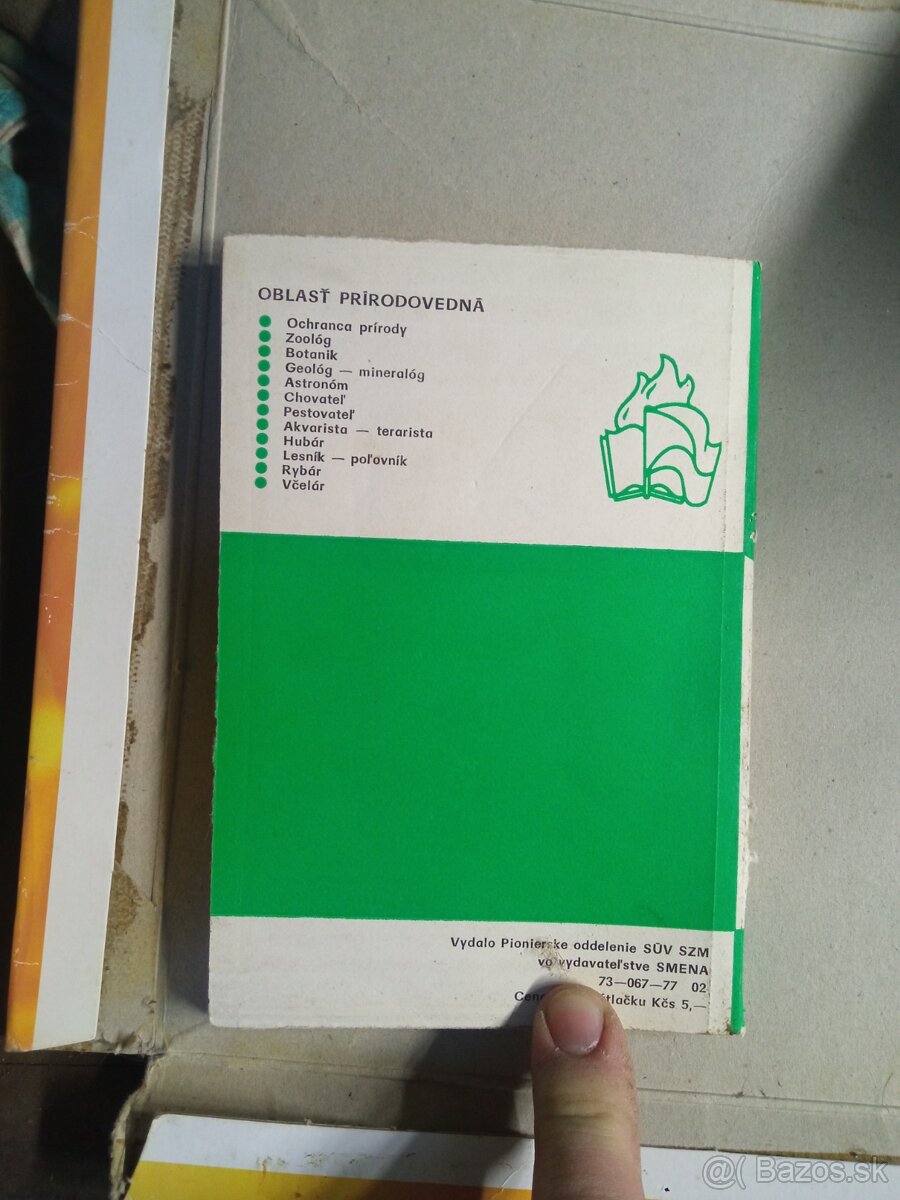 OBLASŤ PRÍRODOVEDNÁ
Ochranca prírody
Zoológ
Botanik
Geológ — mineralóg
Astronóm
Chovateľ
Pestovateľ
Akvarista — terarista
Hubár
Lesník — poľovník
Rybár
Včelár
Vydalo Pionierske oddelenie SÚV SZM
vo vydavateľstve SMENA
73—067—77 02
Kčs 5,—
@( Bazos.sk